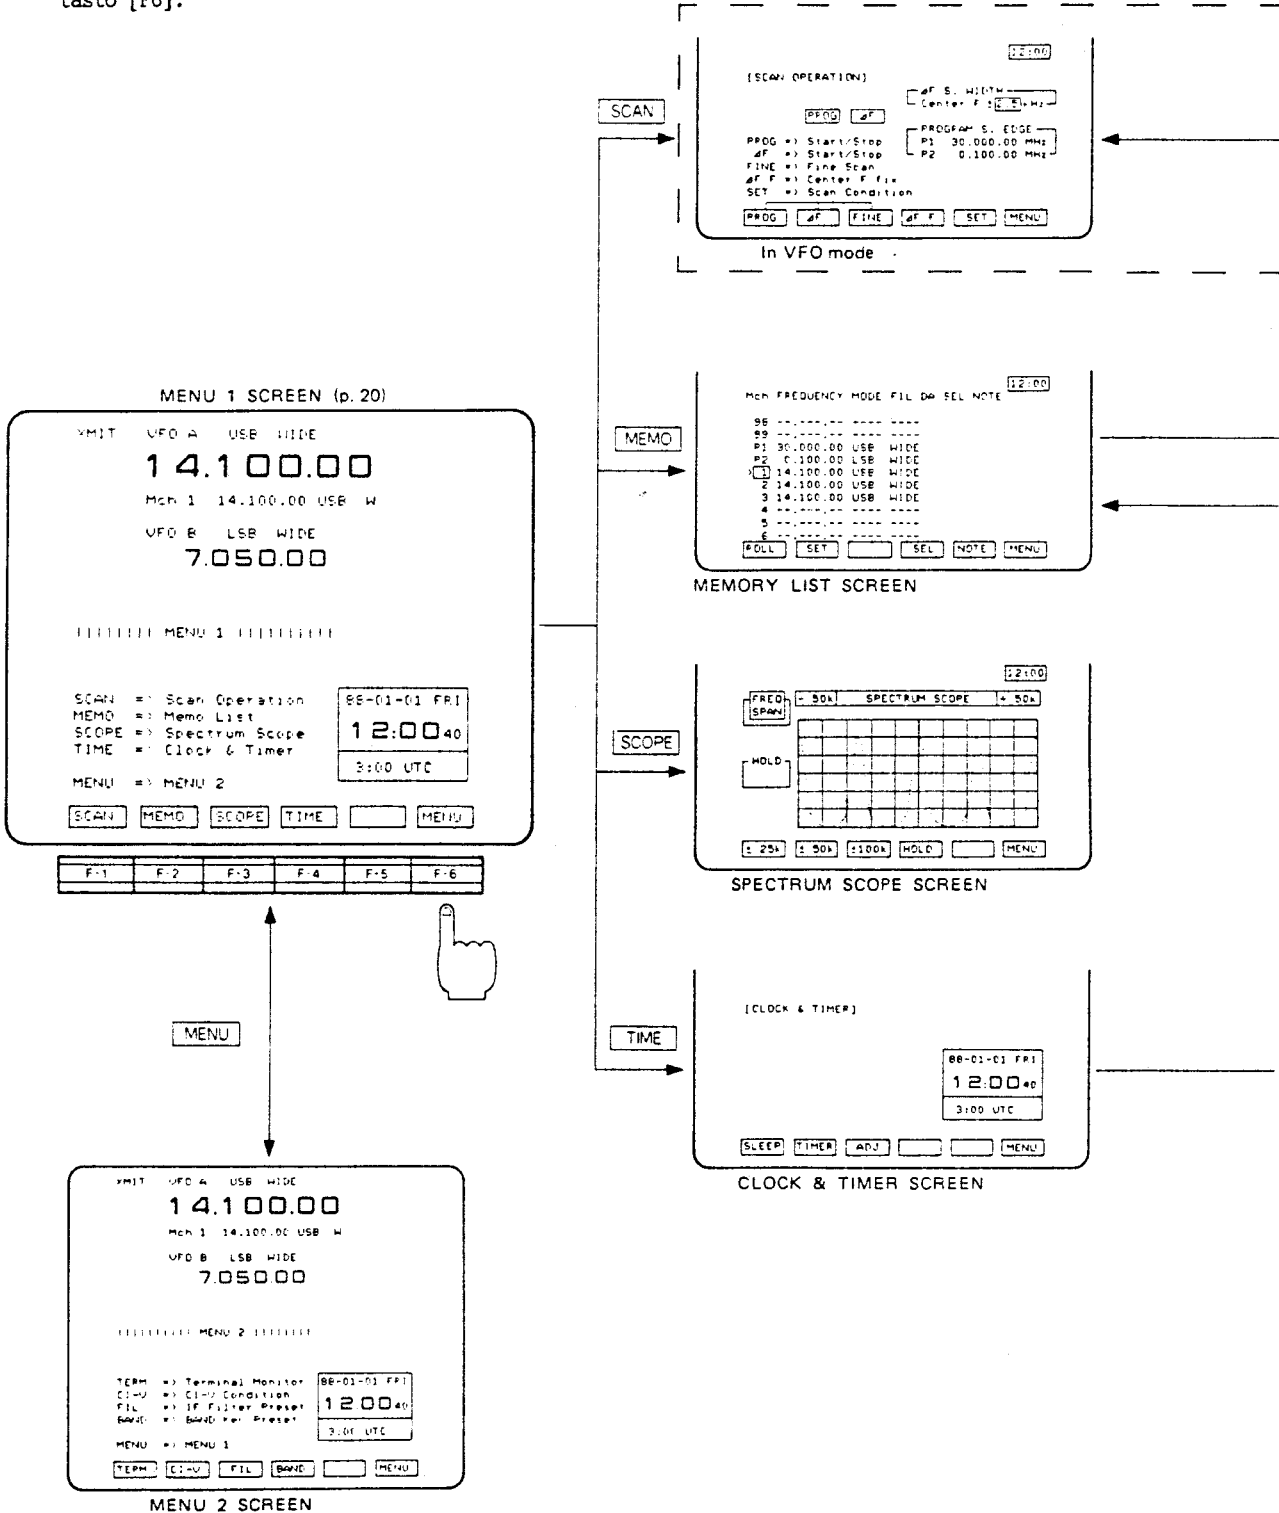 tasto [F6].
SCAN
12:00
[SCAN OPERATION]
⊿F S. WIDTH
Center F ±2.5kHz
PROG ⊿F
PROGRAM S. EDGE
P1 30.000.00 MHz
P2 0.100.00 MHz
PROG => Start/Stop
⊿F => Start/Stop
FINE => Fine Scan
⊿F F => Center F fix
SET => Scan Condition
PROG ⊿F FINE ⊿F F SET MENU
In VFO mode
MEMO
12:00
Mch FREQUENCY MODE FIL DA SEL NOTE
98 --.---.-- ---- ----
99 --.---.-- ---- ----
P1 30.000.00 USB WIDE
P2 0.100.00 LSB WIDE
>1 14.100.00 USB WIDE
2 14.100.00 USB WIDE
3 14.100.00 USB WIDE
4 --.---.-- ---- ----
5 --.---.-- ---- ----
6 --.---.-- ---- ----
ROLL SET SEL NOTE MENU
MEMORY LIST SCREEN
MENU 1 SCREEN (p. 20)
XMIT VFO A USB WIDE
14.100.00
Mch 1 14.100.00 USB W
VFO B LSB WIDE
7.050.00
MENU 1
SCAN => Scan Operation
MEMO => Memo List
SCOPE => Spectrum Scope
TIME => Clock & Timer
MENU => MENU 2
88-01-01 FRI
12:00 40
3:00 UTC
SCAN MEMO SCOPE TIME MENU
F-1 F-2 F-3 F-4 F-5 F-6
SCOPE
12:00
FREQ SPAN
- 50k SPECTRUM SCOPE + 50k
HOLD
± 25k ± 50k ±100k HOLD MENU
SPECTRUM SCOPE SCREEN
MENU
TIME
[CLOCK & TIMER]
88-01-01 FRI
12:00 40
3:00 UTC
SLEEP TIMER ADJ MENU
CLOCK & TIMER SCREEN
XMIT VFO A USB WIDE
14.100.00
Mch 1 14.100.00 USB W
VFO B LSB WIDE
7.050.00
MENU 2
TERM => Terminal Monitor
CI-V => CI-V Condition
FIL => IF Filter Preset
BAND => BAND Key Preset
MENU => MENU 1
88-01-01 FRI
12:00 40
3:00 UTC
TERM CI-V FIL BAND MENU
MENU 2 SCREEN